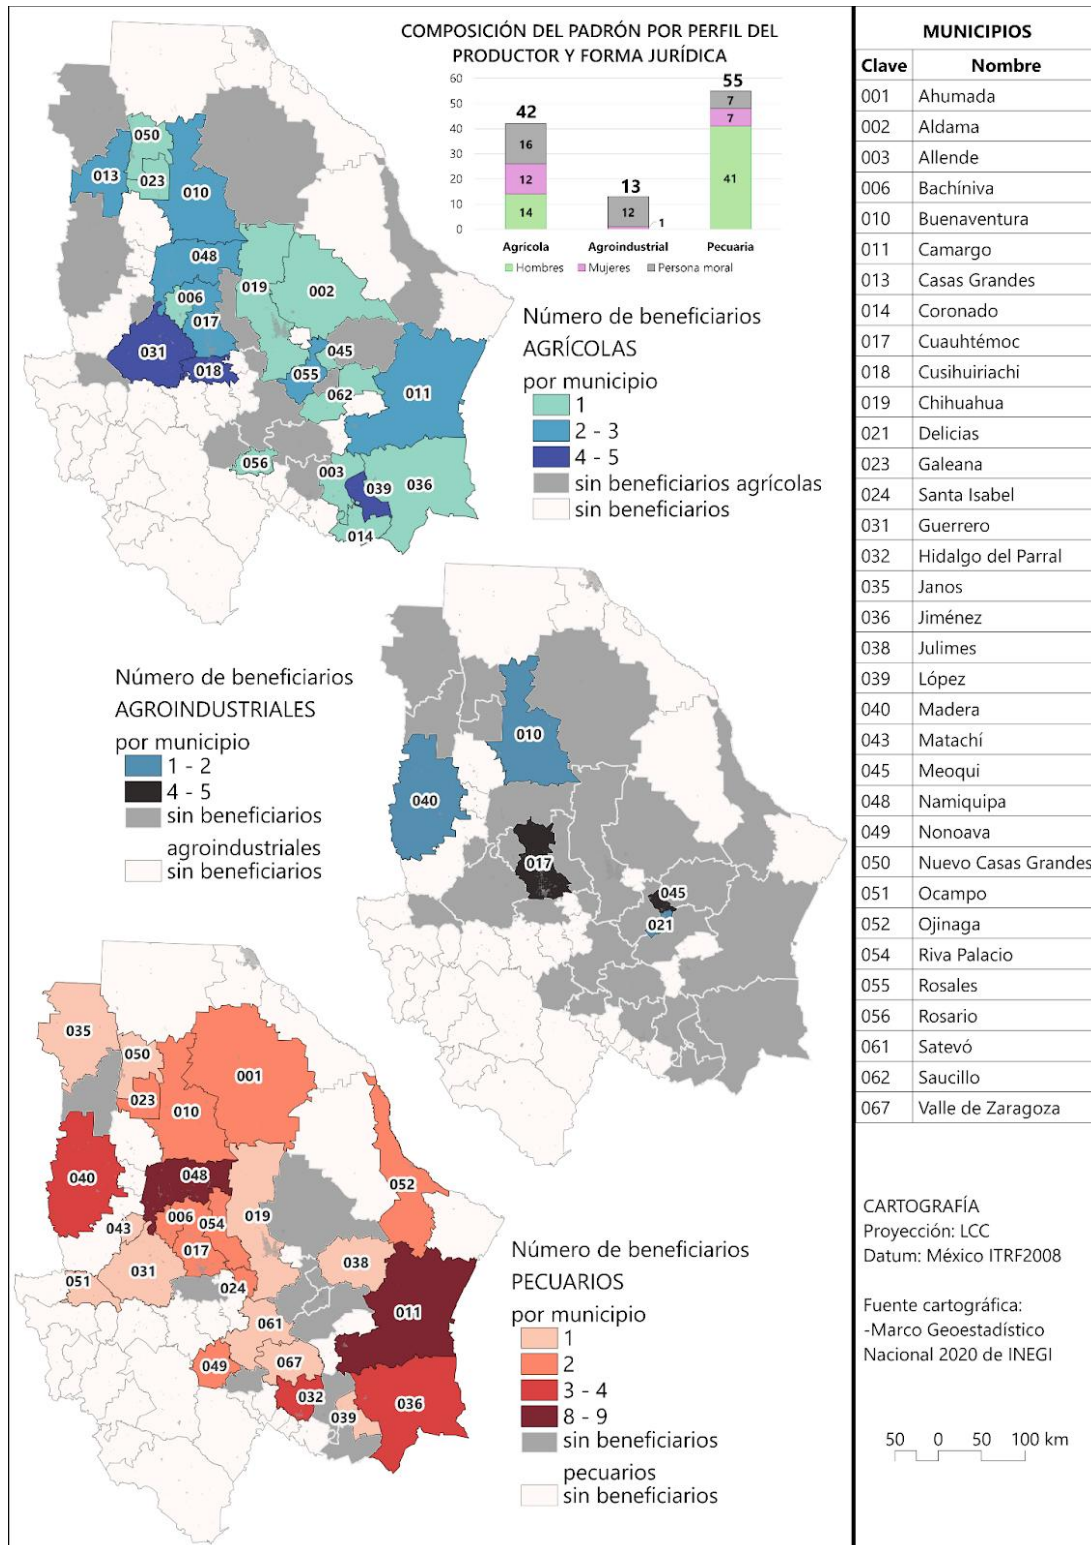 COMPOSICIÓN DEL PADRÓN POR PERFIL DEL
PRODUCTOR Y FORMA JURÍDICA
60
50
40
30
20
10
0
42
16
12
14
13
12
1
55
7
7
41
Agrícola
Agroindustrial
Pecuaria
Hombres
Mujeres
Persona moral
050
013
023
010
048
006
017
019
002
031
018
045
055
062
011
056
003
039
036
014
Número de beneficiarios
AGRÍCOLAS
por municipio
1
2 - 3
4 - 5
sin beneficiarios agrícolas
sin beneficiarios
Número de beneficiarios
AGROINDUSTRIALES
por municipio
1 - 2
4 - 5
sin beneficiarios
agroindustriales
sin beneficiarios
010
040
017
045
021
035
050
001
023
010
040
048
052
006
054
019
043
017
031
038
051
024
011
061
049
067
032
039
036
Número de beneficiarios
PECUARIOS
por municipio
1
2
3 - 4
8 - 9
sin beneficiarios
pecuarios
sin beneficiarios
MUNICIPIOS
Clave Nombre
001 Ahumada
002 Aldama
003 Allende
006 Bachíniva
010 Buenaventura
011 Camargo
013 Casas Grandes
014 Coronado
017 Cuauhtémoc
018 Cusihuiriachi
019 Chihuahua
021 Delicias
023 Galeana
024 Santa Isabel
031 Guerrero
032 Hidalgo del Parral
035 Janos
036 Jiménez
038 Julimes
039 López
040 Madera
043 Matachí
045 Meoqui
048 Namiquipa
049 Nonoava
050 Nuevo Casas Grandes
051 Ocampo
052 Ojinaga
054 Riva Palacio
055 Rosales
056 Rosario
061 Satevó
062 Saucillo
067 Valle de Zaragoza
CARTOGRAFÍA
Proyección: LCC
Datum: México ITRF2008
Fuente cartográfica:
-Marco Geoestadístico
Nacional 2020 de INEGI
50 0 50 100 km